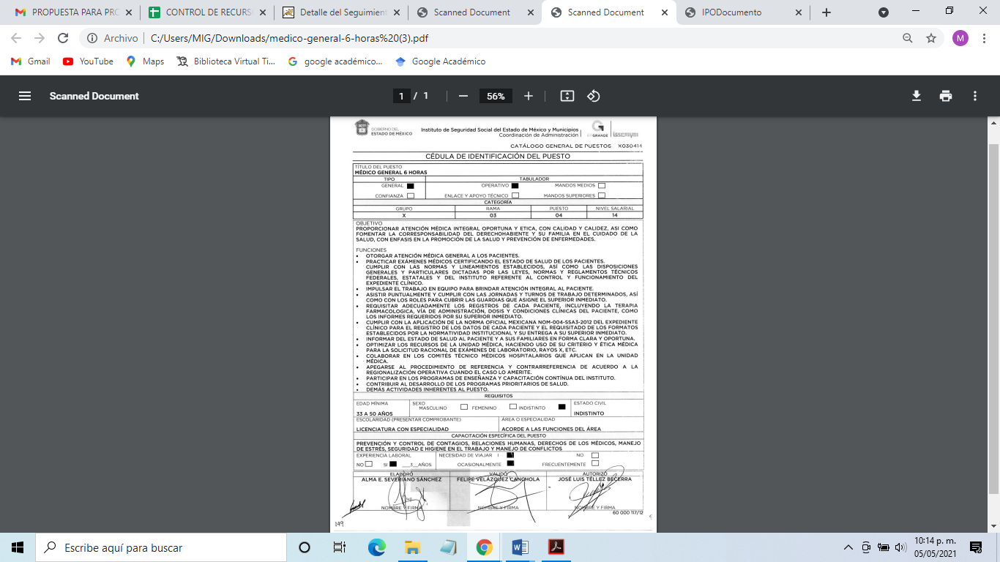 PROPUESTA PARA PRO
CONTROL DE RECURS
Detalle del Seguimien
Scanned Document
Scanned Document
IPODocumento
Archivo
C:/Users/MIG/Downloads/medico-general-6-horas%20(3).pdf
M
Gmail
YouTube
Maps
Biblioteca Virtual Ti...
google académico...
Google Académico
Scanned Document
1 / 1
56%
GOBIERNO DEL
ESTADO DE MÉXICO
Instituto de Seguridad Social del Estado de México y Municipios
Coordinación de Administración
GRANDE
issemym
CATÁLOGO GENERAL DE PUESTOS X030414
CÉDULA DE IDENTIFICACIÓN DEL PUESTO
TÍTULO DEL PUESTO
MÉDICO GENERAL 6 HORAS
TIPO TABULADOR
GENERAL OPERATIVO MANDOS MEDIOS
CONFIANZA ENLACE Y APOYO TÉCNICO MANDOS SUPERIORES
CATEGORÍA
GRUPO RAMA PUESTO NIVEL SALARIAL
X 03 04 14
OBJETIVO
PROPORCIONAR ATENCIÓN MÉDICA INTEGRAL OPORTUNA Y ETICA, CON CALIDAD Y CALIDEZ, ASI COMO
FOMENTAR LA CORRESPONSABILIDAD DEL DERECHOHABIENTE Y SU FAMILIA EN EL CUIDADO DE LA
SALUD, CON ENFASIS EN LA PROMOCIÓN DE LA SALUD Y PREVENCIÓN DE ENFERMEDADES.
FUNCIONES
• OTORGAR ATENCIÓN MÉDICA GENERAL A LOS PACIENTES.
• PRACTICAR EXÁMENES MÉDICOS CERTIFICANDO EL ESTADO DE SALUD DE LOS PACIENTES.
CUMPLIR CON LAS NORMAS Y LINEAMIENTOS ESTABLECIDOS, ASÍ COMO LAS DISPOSICIONES
GENERALES Y PARTICULARES DICTADAS POR LAS LEYES, NORMAS Y REGLAMENTOS TÉCNICOS
FEDERALES, ESTATALES Y DEL INSTITUTO REFERENTE AL CONTROL Y FUNCIONAMIENTO DEL
EXPEDIENTE CLÍNICO.
• IMPULSAR EL TRABAJO EN EQUIPO PARA BRINDAR ATENCIÓN INTEGRAL AL PACIENTE.
• ASISTIR PUNTUALMENTE Y CUMPLIR CON LAS JORNADAS Y TURNOS DE TRABAJO DETERMINADOS, ASÍ
COMO CON LOS ROLES PARA CUBRIR LAS GUARDIAS QUE ASIGNE EL SUPERIOR INMEDIATO.
• REQUISITAR ADECUADAMENTE LOS REGISTROS DE CADA PACIENTE, INCLUYENDO LA TERAPIA
FARMACOLOGICA, VÍA DE ADMINISTRACIÓN, DOSIS Y CONDICIONES CLÍNICAS DEL PACIENTE, COMO
LOS INFORMES REQUERIDOS POR SU SUPERIOR INMEDIATO.
• CUMPLIR CON LA APLICACIÓN DE LA NORMA OFICIAL MEXICANA NOM-004-SSA3-2012 DEL EXPEDIENTE
CLÍNICO PARA EL REGISTRO DE LOS DATOS DE CADA PACIENTE Y EL REQUISITADO DE LOS FORMATOS
ESTABLECIDOS POR LA NORMATIVIDAD INSTITUCIONAL Y SU ENTREGA A SU SUPERIOR INMEDIATO.
• INFORMAR DEL ESTADO DE SALUD AL PACIENTE Y A SUS FAMILIARES EN FORMA CLARA Y OPORTUNA.
• OPTIMIZAR LOS RECURSOS DE LA UNIDAD MÉDICA, HACIENDO USO DE SU CRITERIO Y ÉTICA MÉDICA
PARA LA SOLICITUD RACIONAL DE EXÁMENES DE LABORATORIO, RAYOS X, ETC.
• COLABORAR EN LOS COMITÉS TÉCNICO MÉDICOS HOSPITALARIOS QUE APLICAN EN LA UNIDAD
MÉDICA.
• APEGARSE AL PROCEDIMIENTO DE REFERENCIA Y CONTRARREFERENCIA DE ACUERDO A LA
REGIONALIZACIÓN OPERATIVA CUANDO EL CASO LO AMERITE.
• PARTICIPAR EN LOS PROGRAMAS DE ENSEÑANZA Y CAPACITACIÓN CONTÍNUA DEL INSTITUTO.
• CONTRIBUIR AL DESARROLLO DE LOS PROGRAMAS PRIORITARIOS DE SALUD.
• DEMÁS ACTIVIDADES INHERENTES AL PUESTO.
REQUISITOS
EDAD MÍNIMA SEXO ESTADO CIVIL
MASCULINO FEMENINO INDISTINTO
33 A 50 AÑOS INDISTINTO
ESCOLARIDAD (PRESENTAR COMPROBANTE) ÁREA O ESPECIALIDAD
LICENCIATURA CON ESPECIALIDAD ACORDE A LAS FUNCIONES DEL ÁREA
CAPACITACIÓN ESPECÍFICA DEL PUESTO
PREVENCIÓN Y CONTROL DE CONTAGIOS, RELACIONES HUMANAS, DERECHOS DE LOS MÉDICOS, MANEJO
DE ESTRÉS, SEGURIDAD E HIGIENE EN EL TRABAJO Y MANEJO DE CONFLICTOS
EXPERIENCIA LABORAL NECESIDAD DE VIAJAR NO
NO SI __3__AÑOS OCASIONALMENTE FRECUENTEMENTE
ELABORÓ VALIDÓ AUTORIZÓ
ALMA E. SEVERIANO SÁNCHEZ FELIPE VELÁZQUEZ CANCHOLA JOSÉ LUIS TÉLLEZ BECERRA
NOMBRE Y FIRMA NOMBRE Y FIRMA NOMBRE Y FIRMA
60 000 117/12
149
Escribe aquí para buscar
10:14 p. m.
05/05/2021